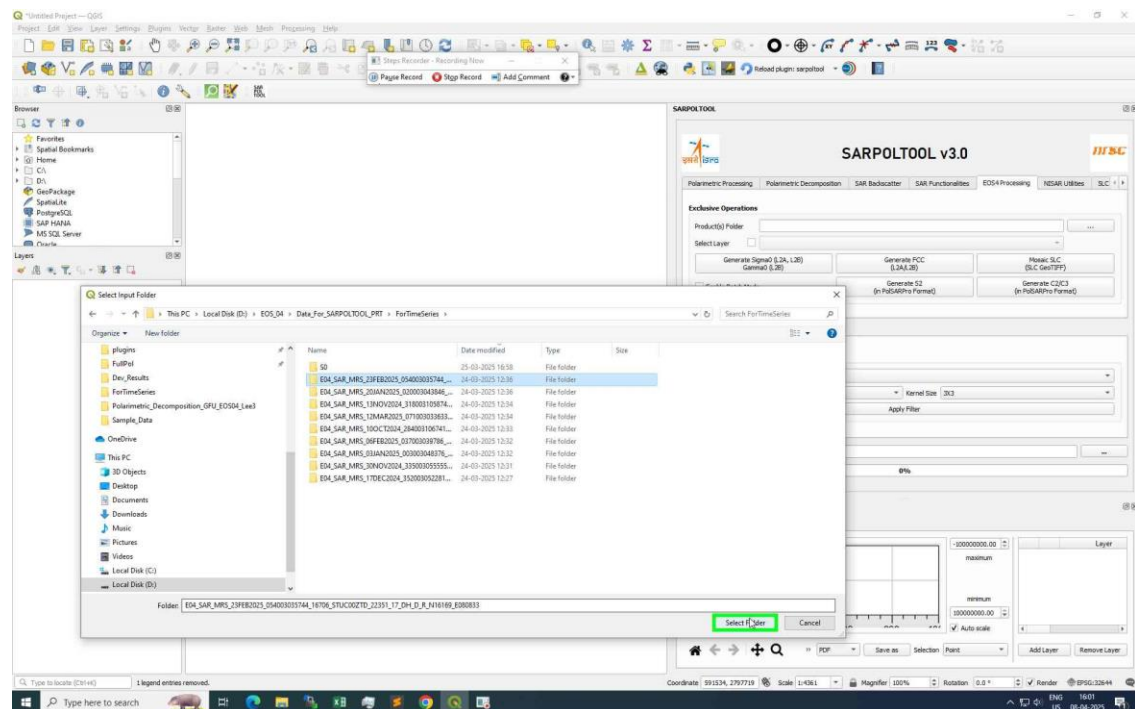 *Untitled Project — QGIS
Project Edit View Layer Settings Plugins Vector Raster Web Mesh Processing Help
Steps Recorder - Recording Now
Pause Record Stop Record Add Comment
Reload plugin: sarpoltool
Browser
Favorites
Spatial Bookmarks
Home
C:\
D:\
GeoPackage
SpatiaLite
PostgreSQL
SAP HANA
MS SQL Server
Oracle
Layers
SARPOLTOOL
इसरो isro
SARPOLTOOL v3.0
nrsc
Polarimetric Processing Polarimetric Decomposition SAR Backscatter SAR Functionalities EOS4 Processing NISAR Utilities SLC
Exclusive Operations
Product(s) Folder ...
Select Layer
Generate Sigma0 (L2A, L2B)
Gamma0 (L2B)
Generate FCC
(L2A/L2B)
Mosaic SLC
(SLC GeoTIFF)
Generate S2
(in PolSARPro Format)
Generate C2/C3
(in PolSARPro Format)
Kernel Size 3X3
Apply Filter
...
0%
Select Input Folder
This PC › Local Disk (D:) › EOS_04 › Data_For_SARPOLTOOL_PRT › ForTimeSeries ›
Search ForTimeSeries
Organize New folder
plugins
FullPol
Dev_Results
ForTimeSeries
Polarimetric_Decomposition_GFU_EOS04_Lee3
Sample_Data
OneDrive
This PC
3D Objects
Desktop
Documents
Downloads
Music
Pictures
Videos
Local Disk (C:)
Local Disk (D:)
Name Date modified Type Size
S0 25-03-2025 16:58 File folder
E04_SAR_MRS_23FEB2025_054003035744_... 24-03-2025 12:36 File folder
E04_SAR_MRS_20JAN2025_020003043846_... 24-03-2025 12:36 File folder
E04_SAR_MRS_13NOV2024_318003105874... 24-03-2025 12:34 File folder
E04_SAR_MRS_12MAR2025_071003033633... 24-03-2025 12:34 File folder
E04_SAR_MRS_10OCT2024_284003106741... 24-03-2025 12:33 File folder
E04_SAR_MRS_06FEB2025_037003039786_... 24-03-2025 12:32 File folder
E04_SAR_MRS_03JAN2025_003003048376_... 24-03-2025 12:32 File folder
E04_SAR_MRS_30NOV2024_335003055555... 24-03-2025 12:31 File folder
E04_SAR_MRS_17DEC2024_352003052281... 24-03-2025 12:27 File folder
Folder: E04_SAR_MRS_23FEB2025_054003035744_16706_STUC00ZTD_22351_17_DH_D_R_N16169_E080833
Select Folder Cancel
-100000000.00
maximum
minimum
100000000.00
Auto scale
Layer
PDF Save as Selection Point Add Layer Remove Layer
Type to locate (Ctrl+K) 1 legend entries removed.
Coordinate 591534, 2797719 Scale 1:4361 Magnifier 100% Rotation 0.0 ° Render EPSG:32644
Type here to search
ENG
US
16:01
08-04-2025